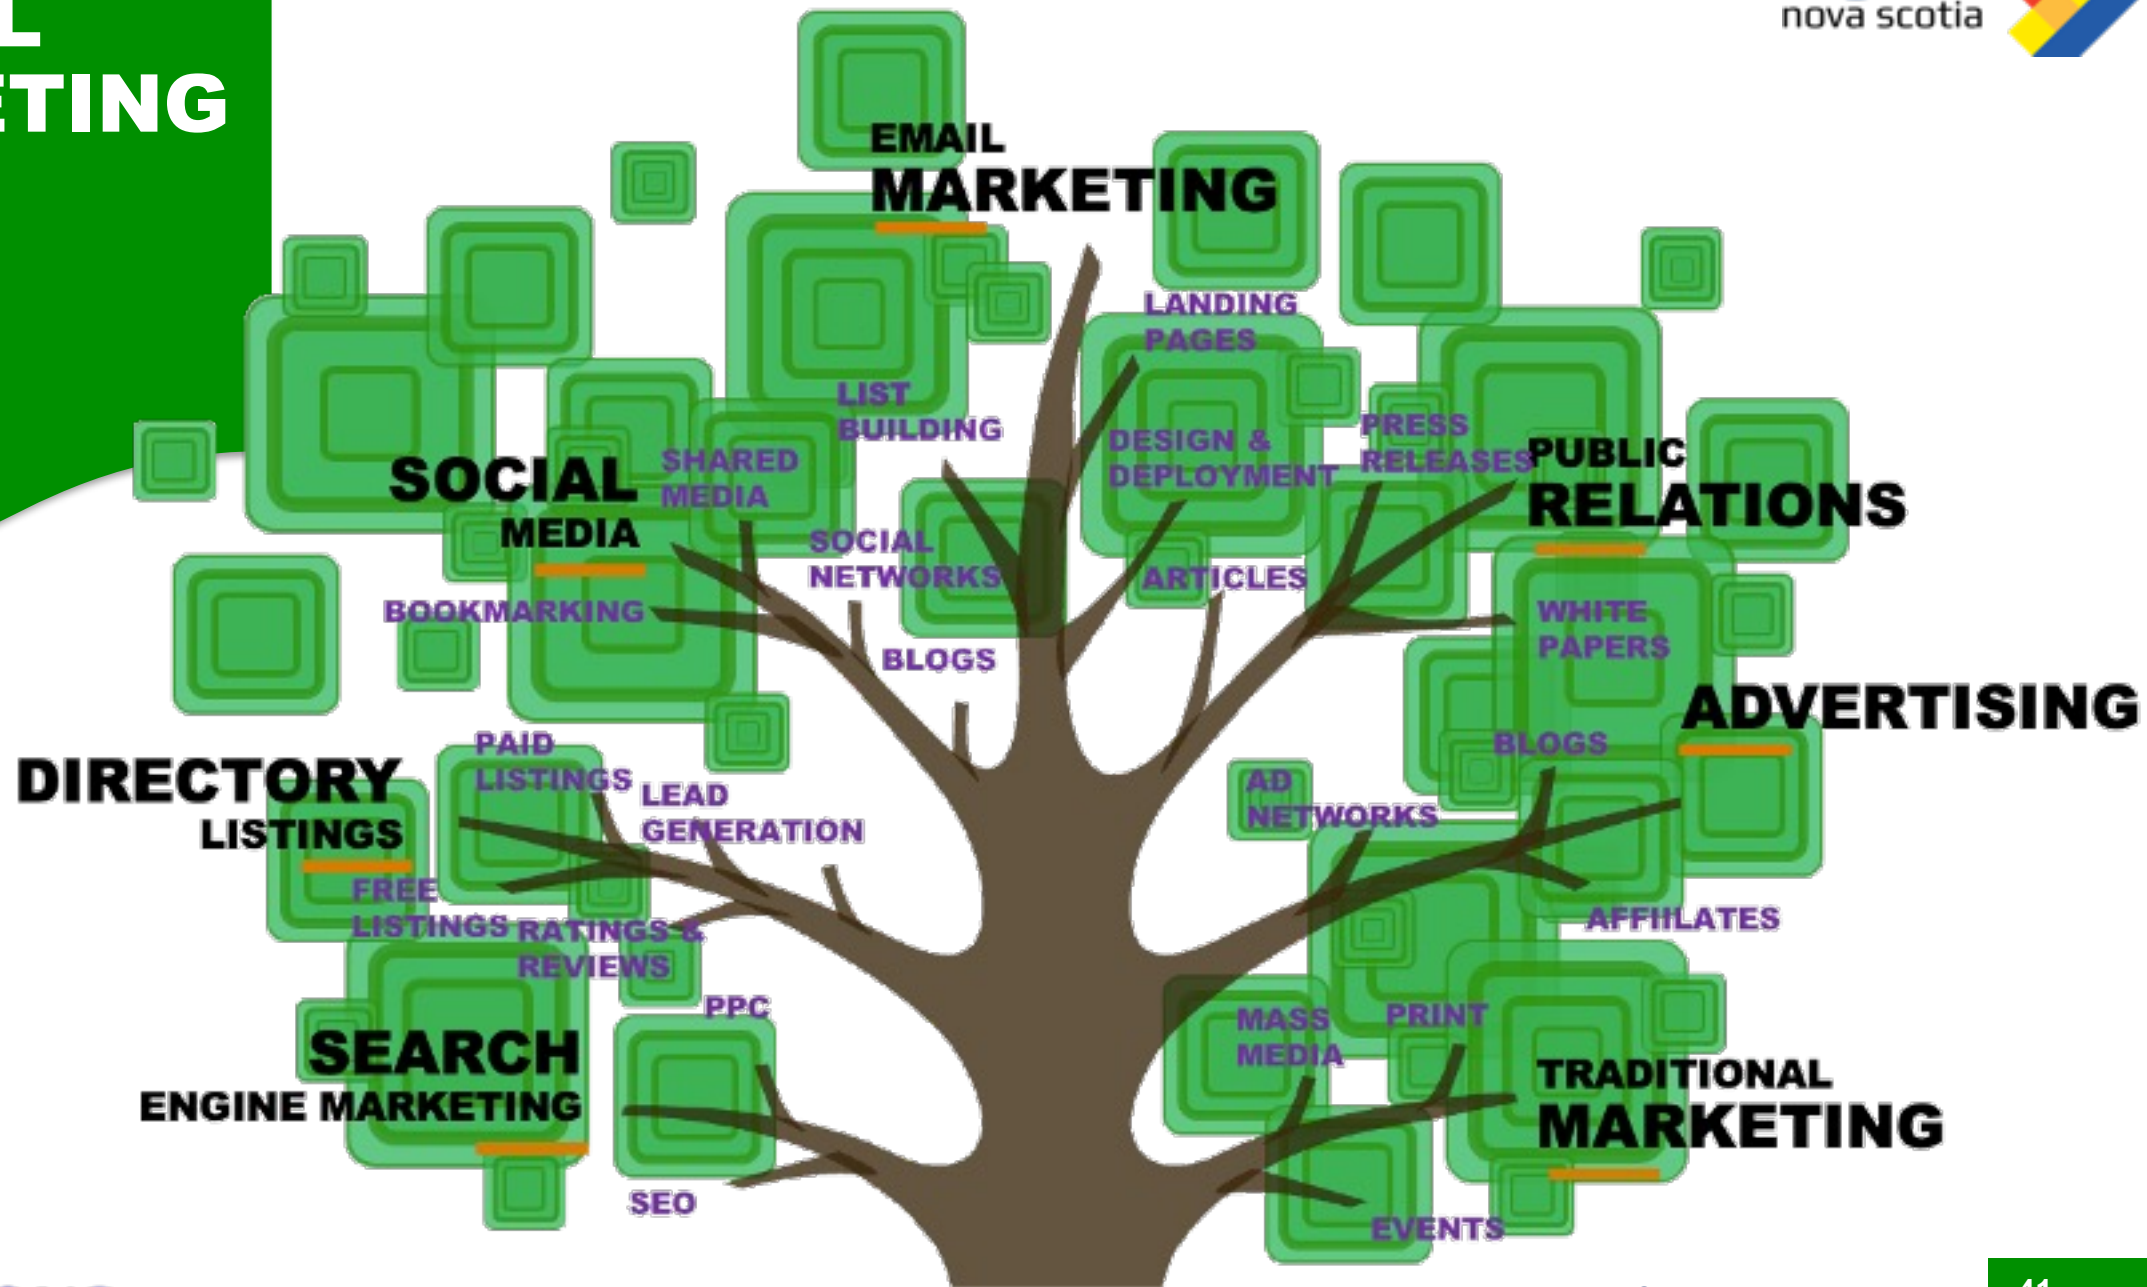 L
ETING
nova scotia
EMAIL
MARKETING
LANDING
PAGES
LIST
BUILDING
DESIGN &
DEPLOYMENT
PRESS
RELEASES
PUBLIC
RELATIONS
SOCIAL
MEDIA
SHARED
MEDIA
SOCIAL
NETWORKS
ARTICLES
BOOKMARKING
BLOGS
WHITE
PAPERS
ADVERTISING
BLOGS
DIRECTORY
LISTINGS
PAID
LISTINGS
LEAD
GENERATION
AD
NETWORKS
FREE
LISTINGS
RATINGS &
REVIEWS
AFFIILATES
PPC
MASS
MEDIA
PRINT
SEARCH
ENGINE MARKETING
TRADITIONAL
MARKETING
SEO
EVENTS
41